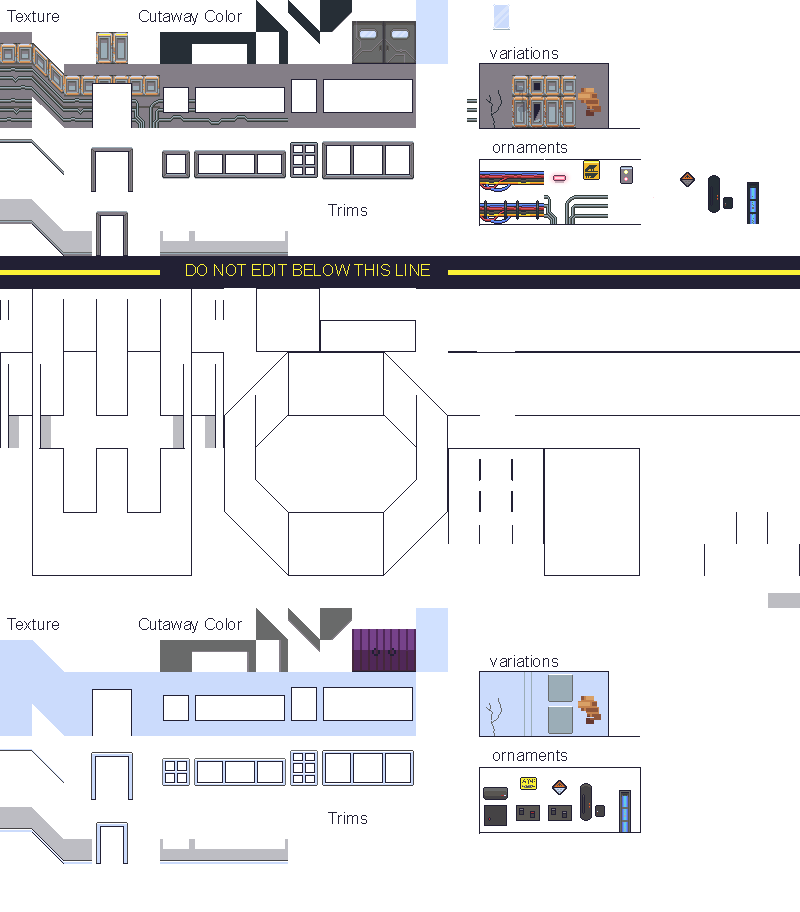 Texture
Cutaway Color
variations
ornaments
Trims
DO NOT EDIT BELOW THIS LINE
Texture
Cutaway Color
variations
ornaments
Trims